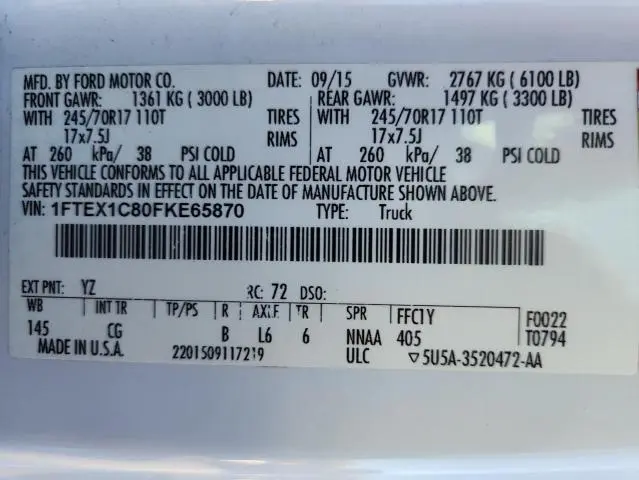 MFD. BY FORD MOTOR CO. DATE: 09/15 GVWR: 2767 KG ( 6100 LB)
FRONT GAWR: 1361 KG ( 3000 LB) REAR GAWR: 1497 KG ( 3300 LB)
WITH 245/70R17 110T TIRES WITH 245/70R17 110T TIRES
17x7.5J RIMS 17x7.5J RIMS
AT 260 kPa/ 38 PSI COLD AT 260 kPa/ 38 PSI COLD
THIS VEHICLE CONFORMS TO ALL APPLICABLE FEDERAL MOTOR VEHICLE
SAFETY STANDARDS IN EFFECT ON THE DATE OF MANUFACTURE SHOWN ABOVE.
VIN: 1FTEX1C80FKE65870 TYPE: Truck
EXT PNT: YZ RC: 72 DSO:
WB INT TR TP/PS R AXLE TR SPR FFC1Y F0022
145 CG B L6 6 NNAA 405 T0794
MADE IN U.S.A. 2201509117219 ULC ▽5U5A-3520472-AA